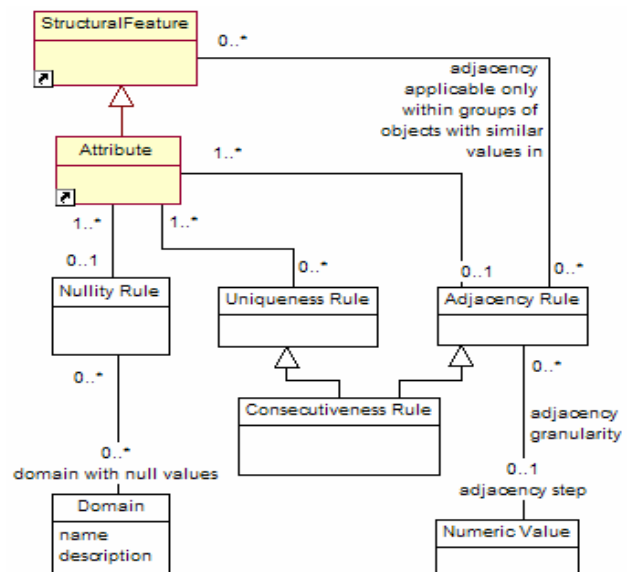 StructuralFeature
0..*
adjacency
applicable only
within groups of
objects with similar
values in
Attribute
1..*
1..*
1..*
0..1
0..*
0..1
0..*
Nullity Rule
Uniqueness Rule
Adjacency Rule
0..*
0..*
Consecutiveness Rule
adjacency
granularity
0..*
domain with null values
0..1
adjacency step
Domain
name
description
Numeric Value